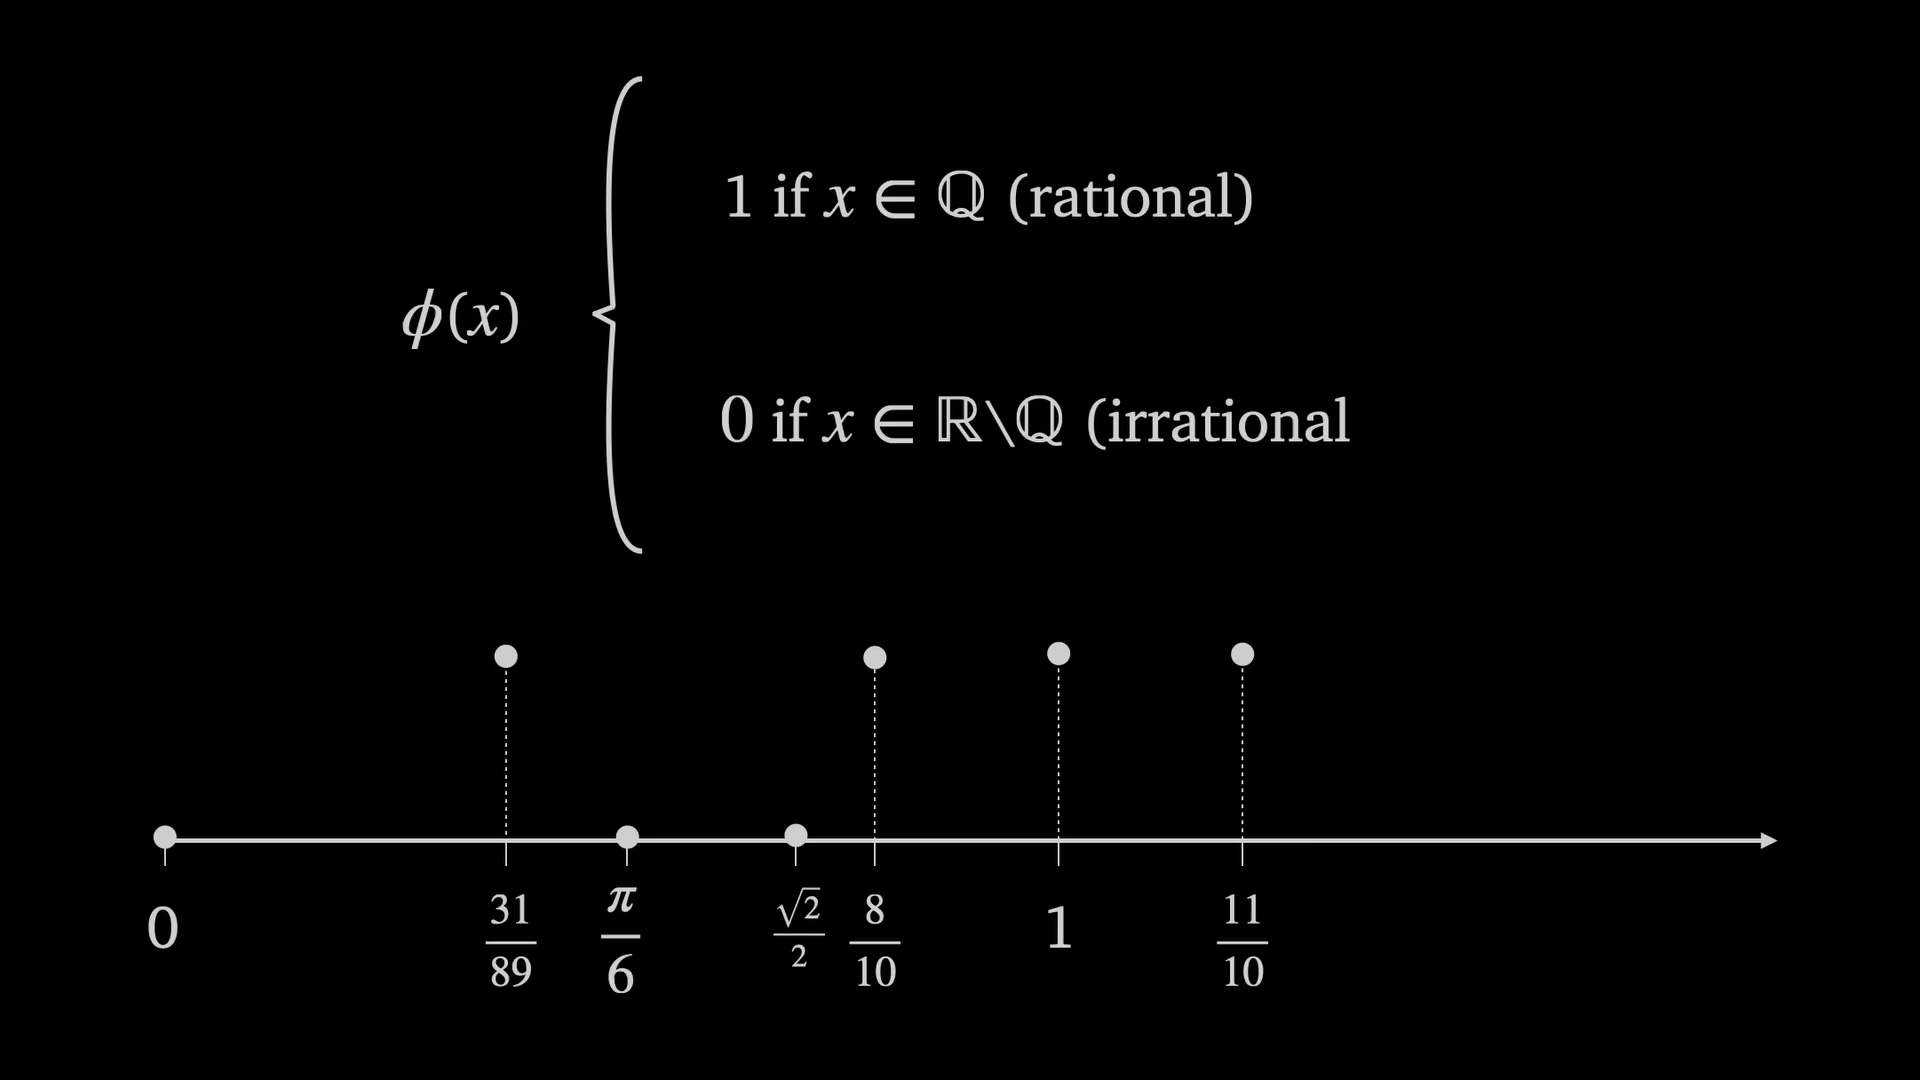 1 if x ∈ ℚ (rational)
ϕ(x)
0 if x ∈ ℝ\ℚ (irrational
0 31/89 π/6 √2/2 8/10 1 11/10